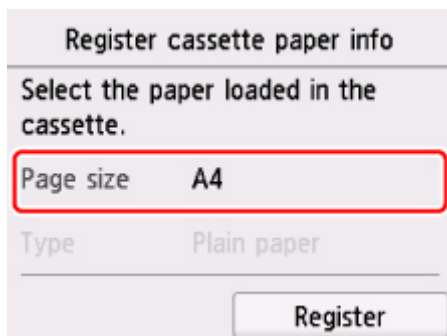 Register cassette paper info
Select the paper loaded in the
cassette.
Page size A4
Type Plain paper
Register